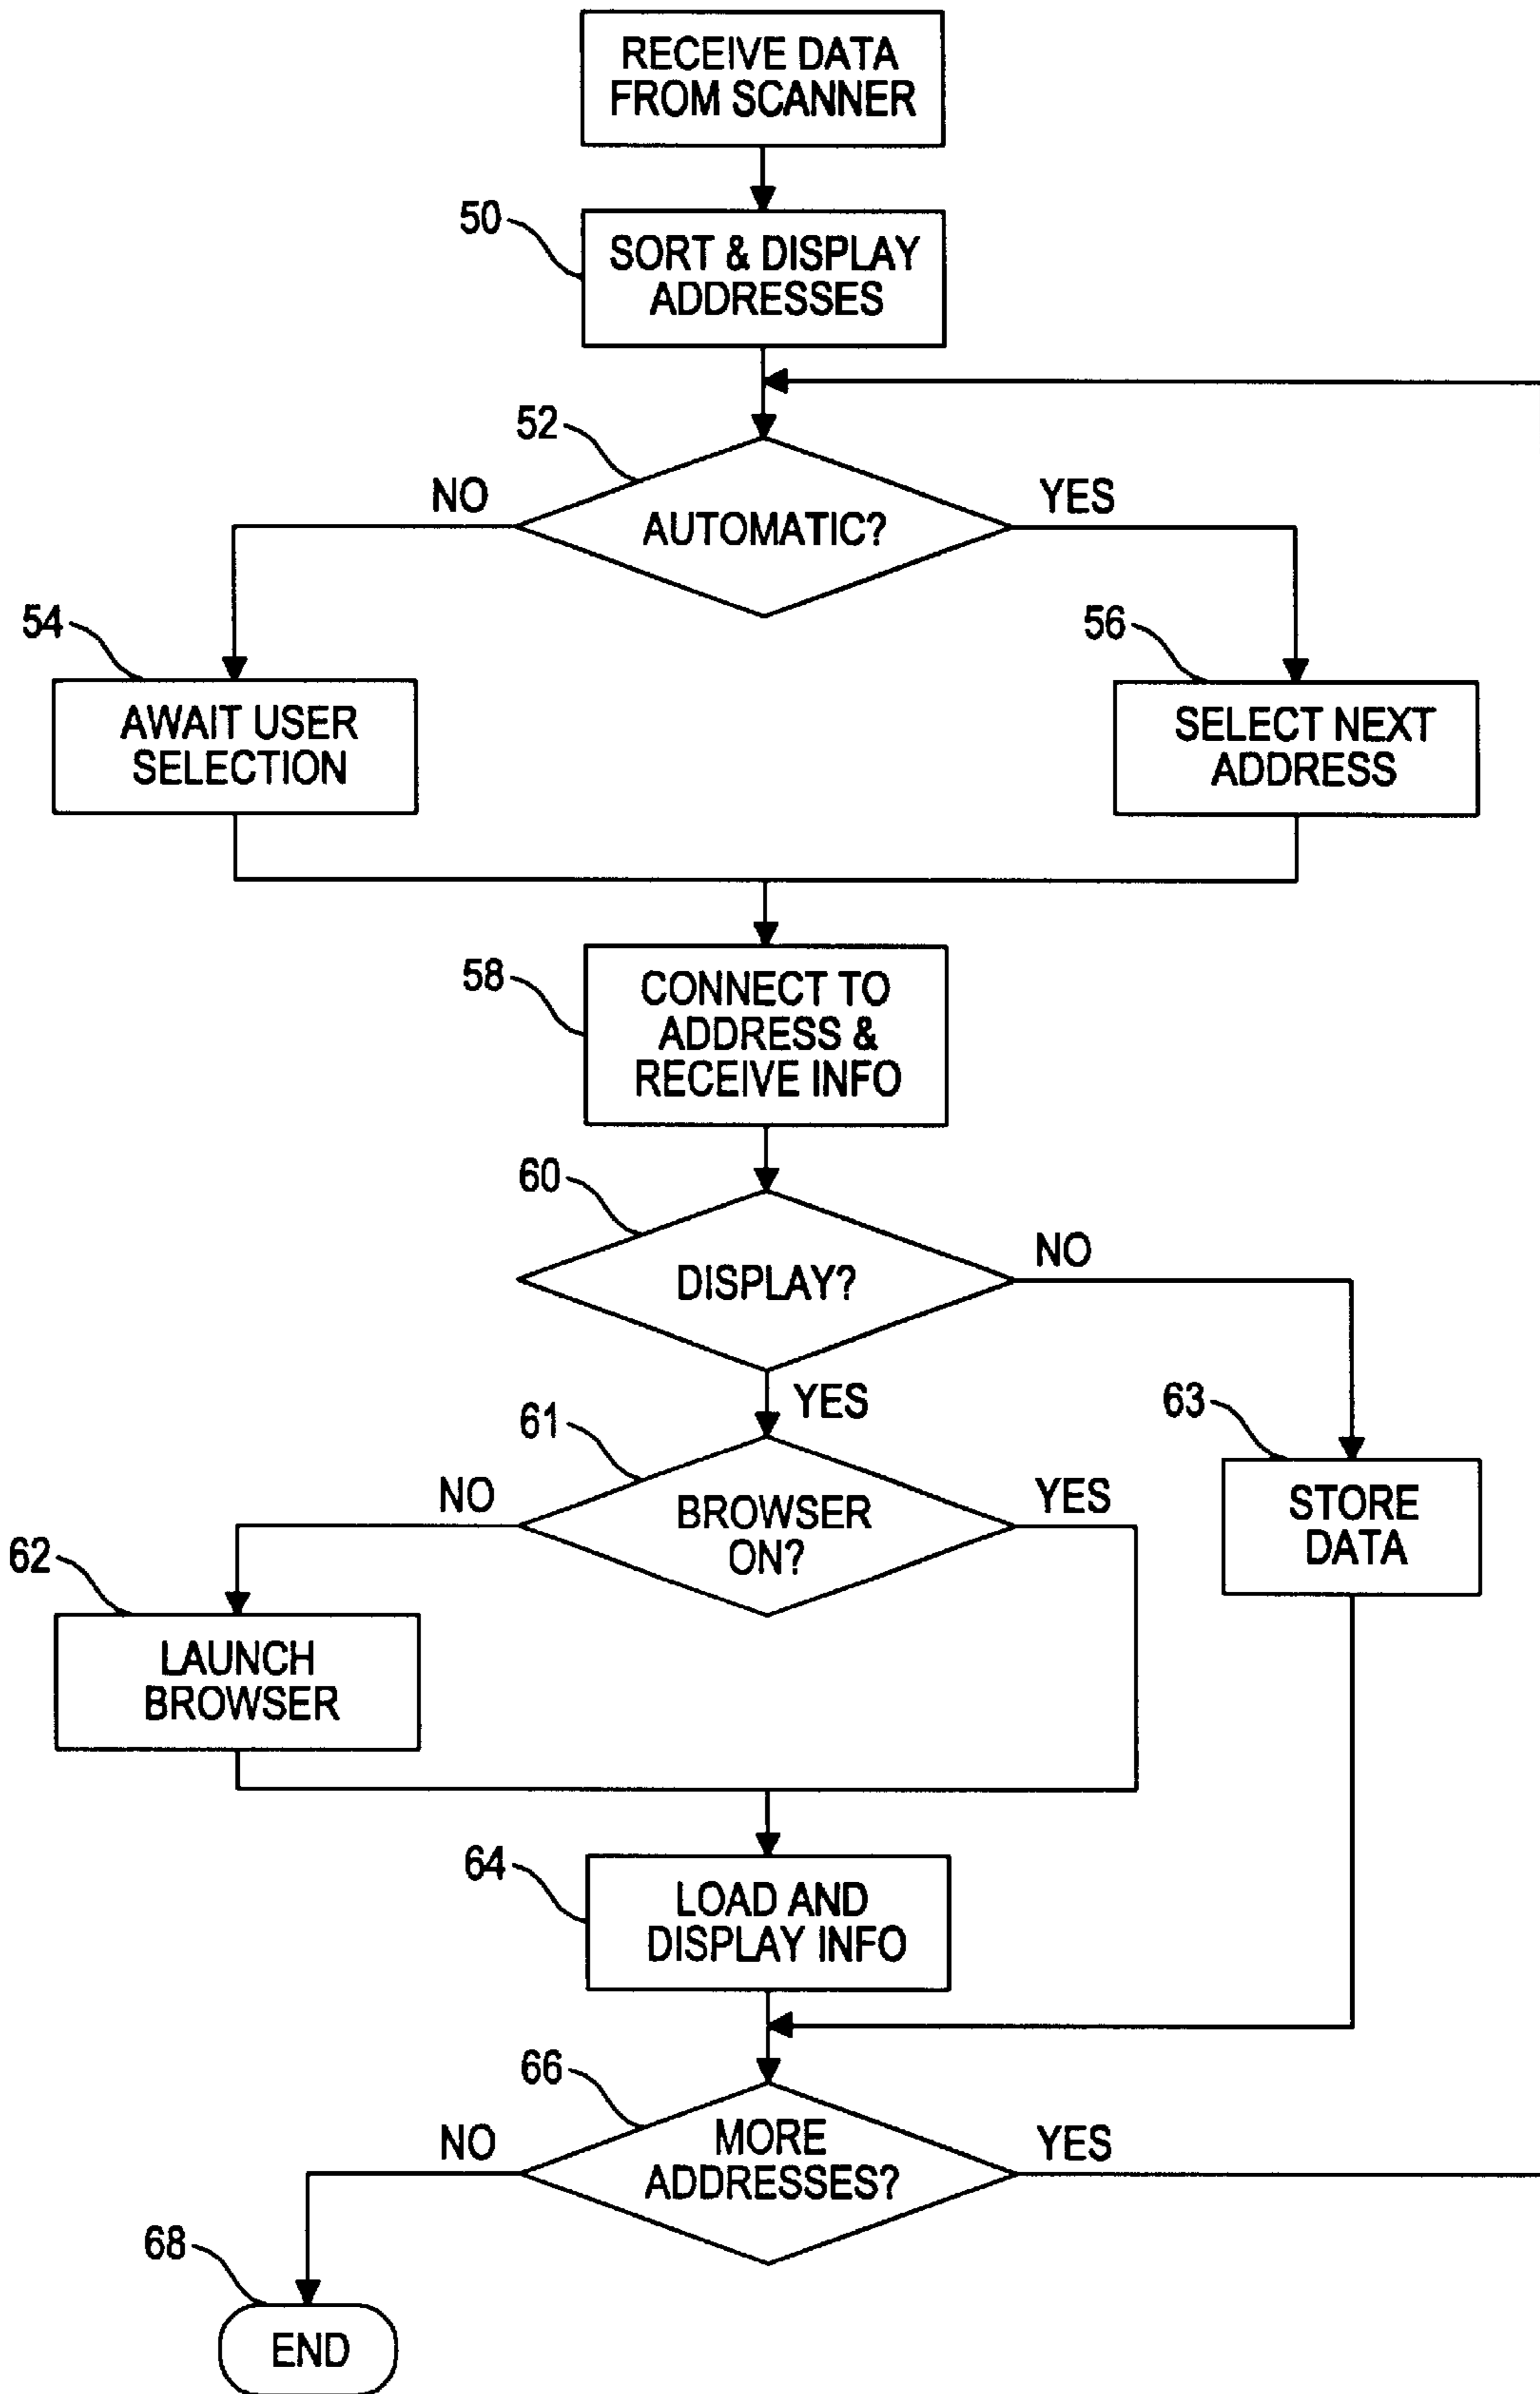 RECEIVE DATA
FROM SCANNER
50
SORT & DISPLAY
ADDRESSES
52
NO
AUTOMATIC?
YES
54
AWAIT USER
SELECTION
56
SELECT NEXT
ADDRESS
58
CONNECT TO
ADDRESS &
RECEIVE INFO
60
DISPLAY?
NO
YES
61
NO
BROWSER
ON?
YES
63
STORE
DATA
62
LAUNCH
BROWSER
64
LOAD AND
DISPLAY INFO
66
NO
MORE
ADDRESSES?
YES
68
END